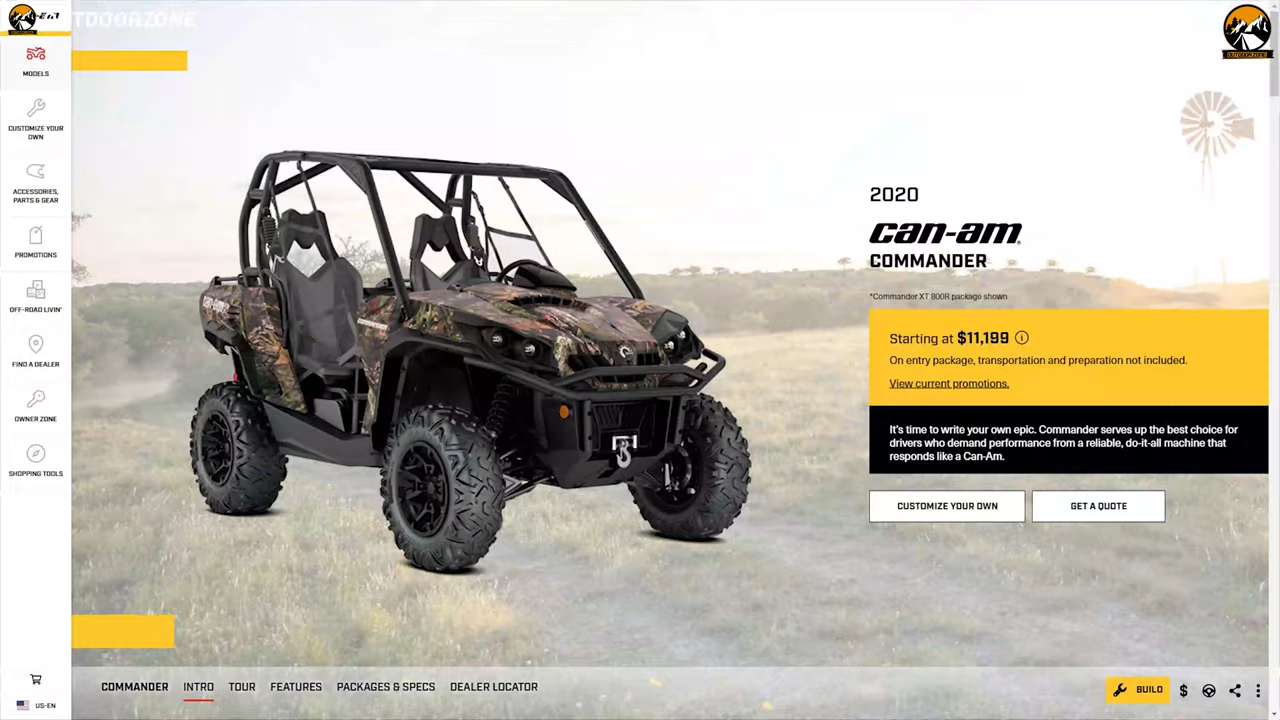 TDOORZONE
OUTDOORZONE
MODELS
CUSTOMIZE YOUR
OWN
ACCESSORIES,
PARTS & GEAR
PROMOTIONS
OFF-ROAD LIVIN'
FIND A DEALER
OWNER ZONE
SHOPPING TOOLS
US-EN
2020
can-am
COMMANDER
*Commander XT 800R package shown
Starting at $11,199
On entry package, transportation and preparation not included.
View current promotions.
It's time to write your own epic. Commander serves up the best choice for
drivers who demand performance from a reliable, do-it-all machine that
responds like a Can-Am.
CUSTOMIZE YOUR OWN
GET A QUOTE
COMMANDER INTRO TOUR FEATURES PACKAGES & SPECS DEALER LOCATOR
BUILD $